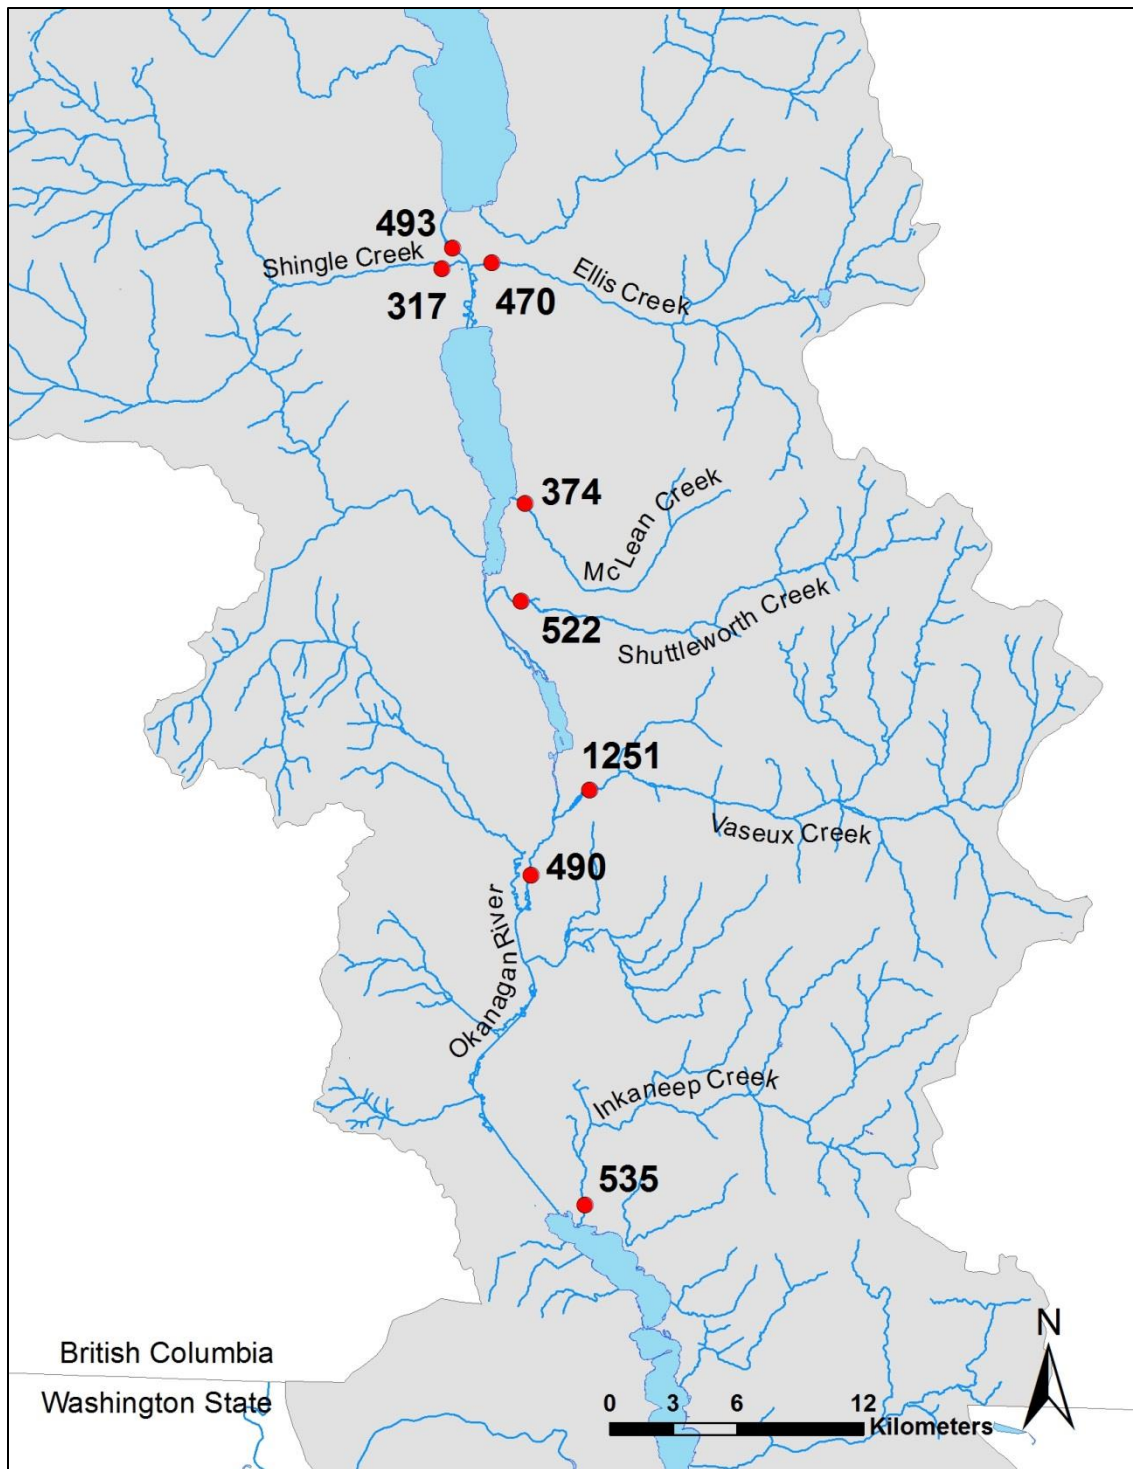 493
Shingle Creek
317
470
Ellis Creek
374
McLean Creek
522
Shuttleworth Creek
1251
Vaseux Creek
490
Okanagan River
Inkaneep Creek
535
British Columbia
Washington State
N
0 3 6 12
Kilometers